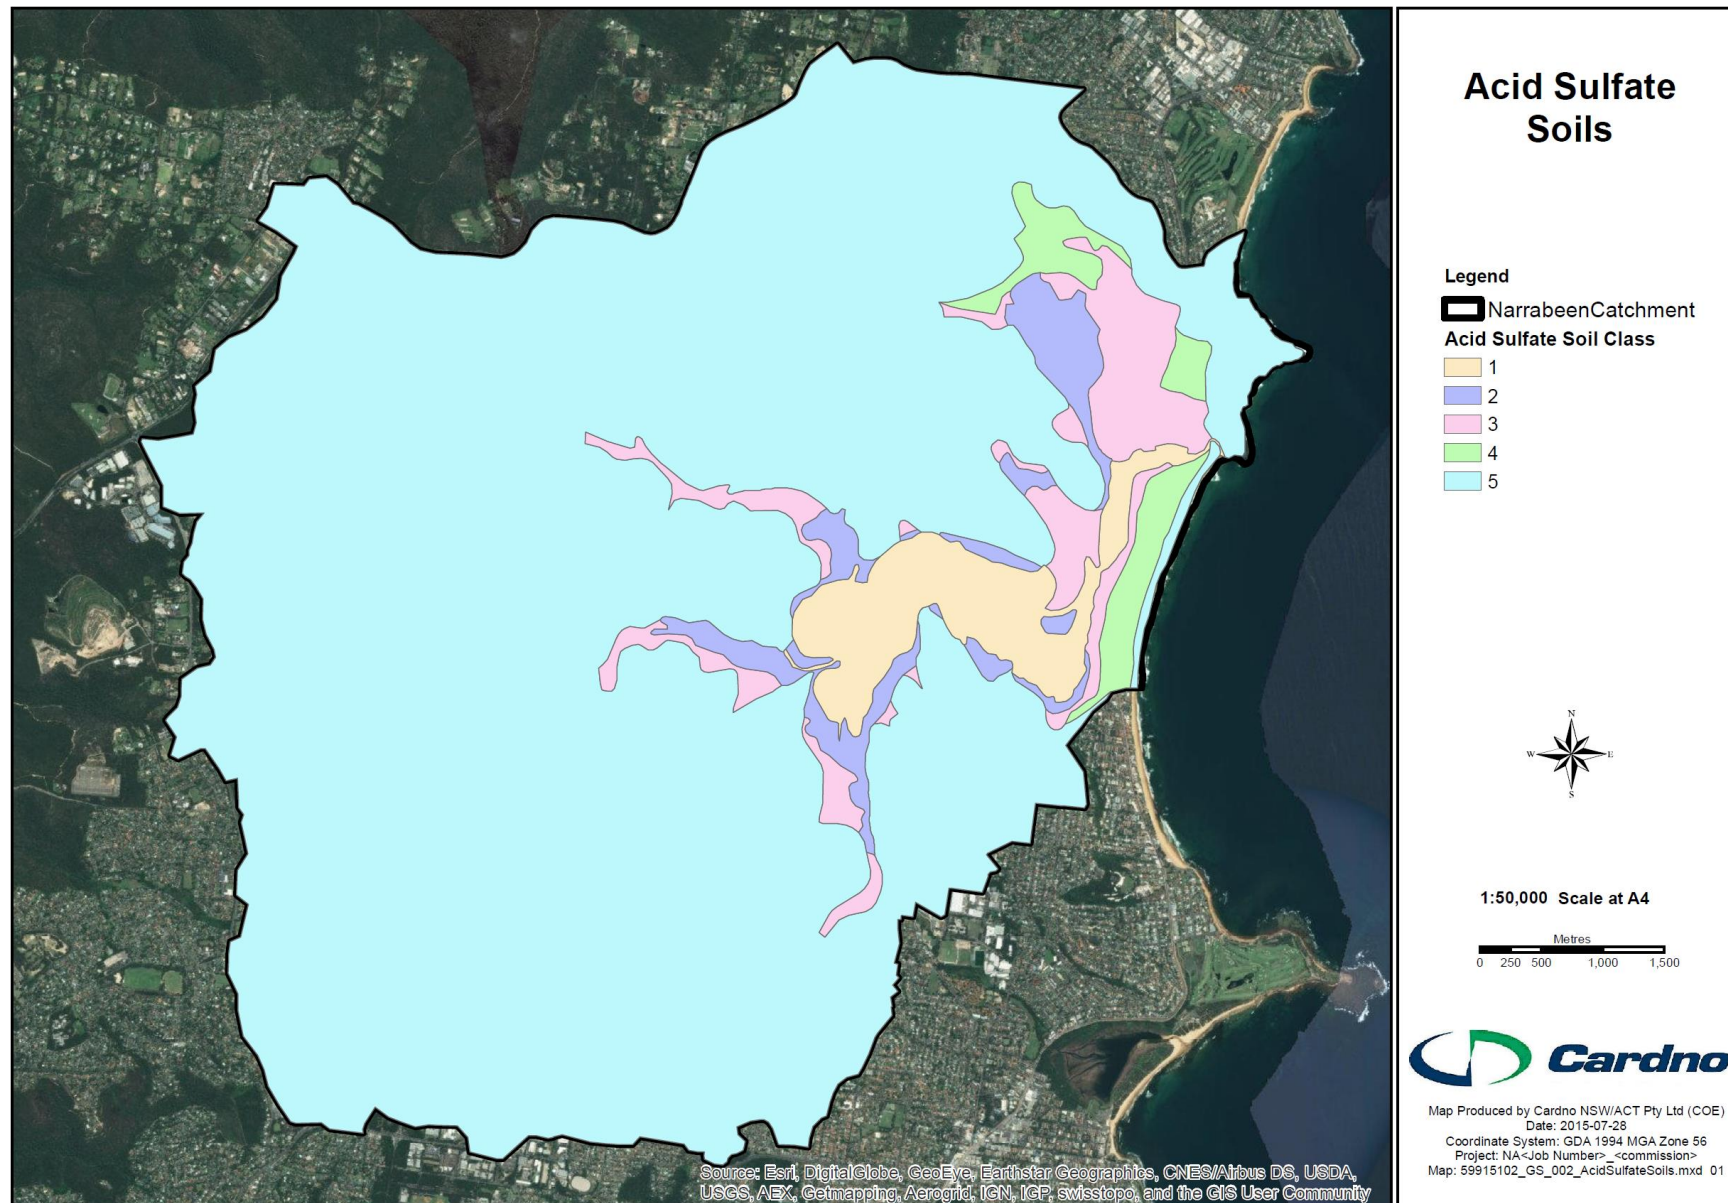 Acid Sulfate
Soils
Legend
NarrabeenCatchment
Acid Sulfate Soil Class
1
2
3
4
5
N
W
E
S
1:50,000 Scale at A4
Metres
0 250 500 1,000 1,500
Cardno
Map Produced by Cardno NSW/ACT Pty Ltd (COE)
Date: 2015-07-28
Coordinate System: GDA 1994 MGA Zone 56
Project: NA<Job Number>_<commission>
Map: 59915102_GS_002_AcidSulfateSoils.mxd 01
Source: Esri, DigitalGlobe, GeoEye, Earthstar Geographics, CNES/Airbus DS, USDA,
USGS, AEX, Getmapping, Aerogrid, IGN, IGP, swisstopo, and the GIS User Community